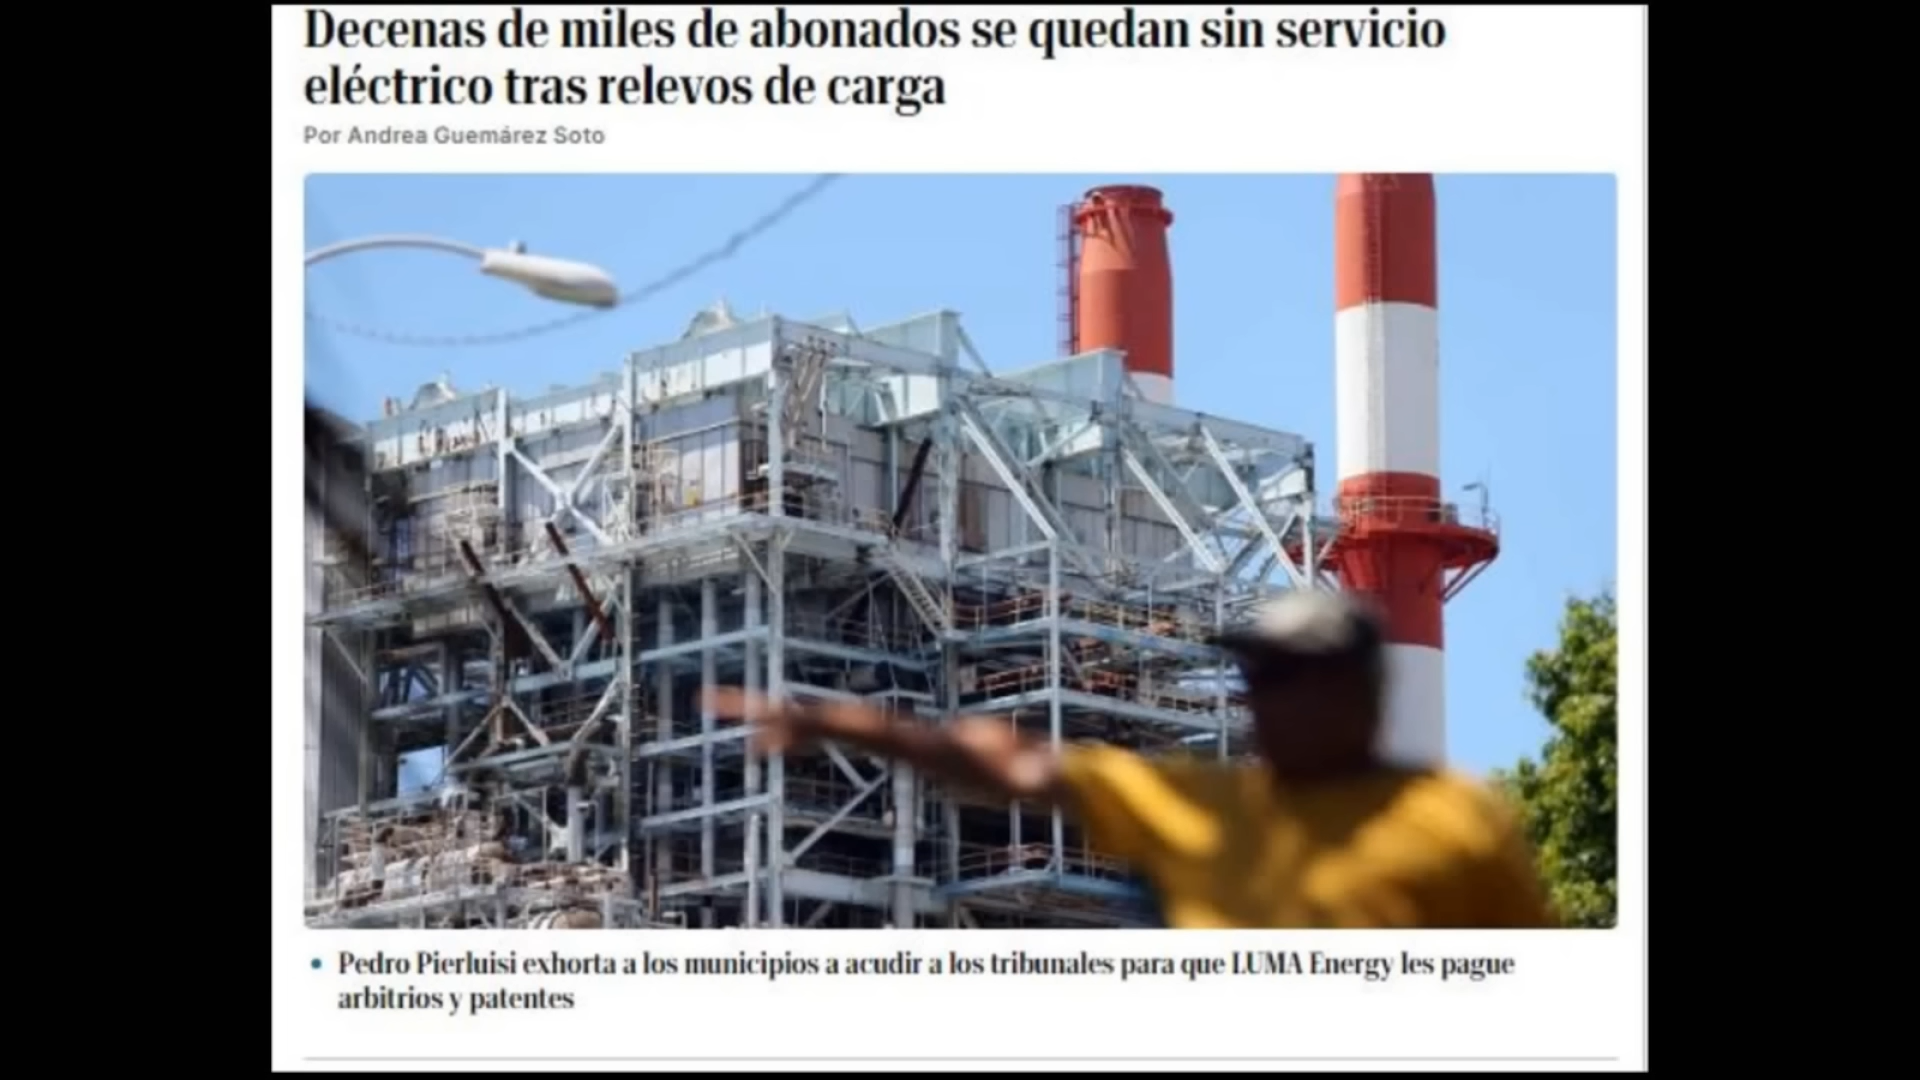 Decenas de miles de abonados se quedan sin servicio
eléctrico tras relevos de carga
Por Andrea Guemárez Soto
Pedro Pierluisi exhorta a los municipios a acudir a los tribunales para que LUMA Energy les pague
arbitrios y patentes